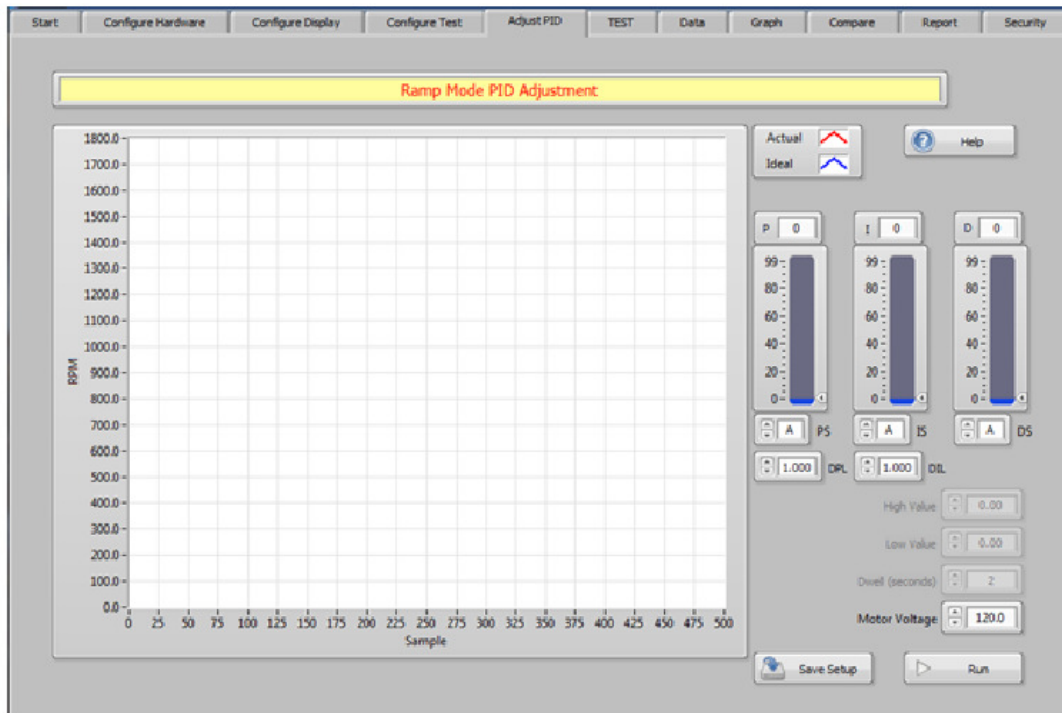 Start Configure Hardware Configure Display Configure Test Adjust PID TEST Data Graph Compare Report Security
Ramp Mode PID Adjustment
Actual
Ideal
Help
P 0 I 0 D 0
99 99 99
80 80 80
60 60 60
40 40 40
20 20 20
0 0 0
A PS A IS A DS
1.000 DPL 1.000 DIL
High Value 0.00
Low Value 0.00
Dwell (seconds) 2
Motor Voltage 120.0
Save Setup Run
RPM
1800.0
1700.0
1600.0
1500.0
1400.0
1300.0
1200.0
1100.0
1000.0
900.0
800.0
700.0
600.0
500.0
400.0
300.0
200.0
100.0
0.0
0 25 50 75 100 125 150 175 200 225 250 275 300 325 350 375 400 425 450 475 500
Sample